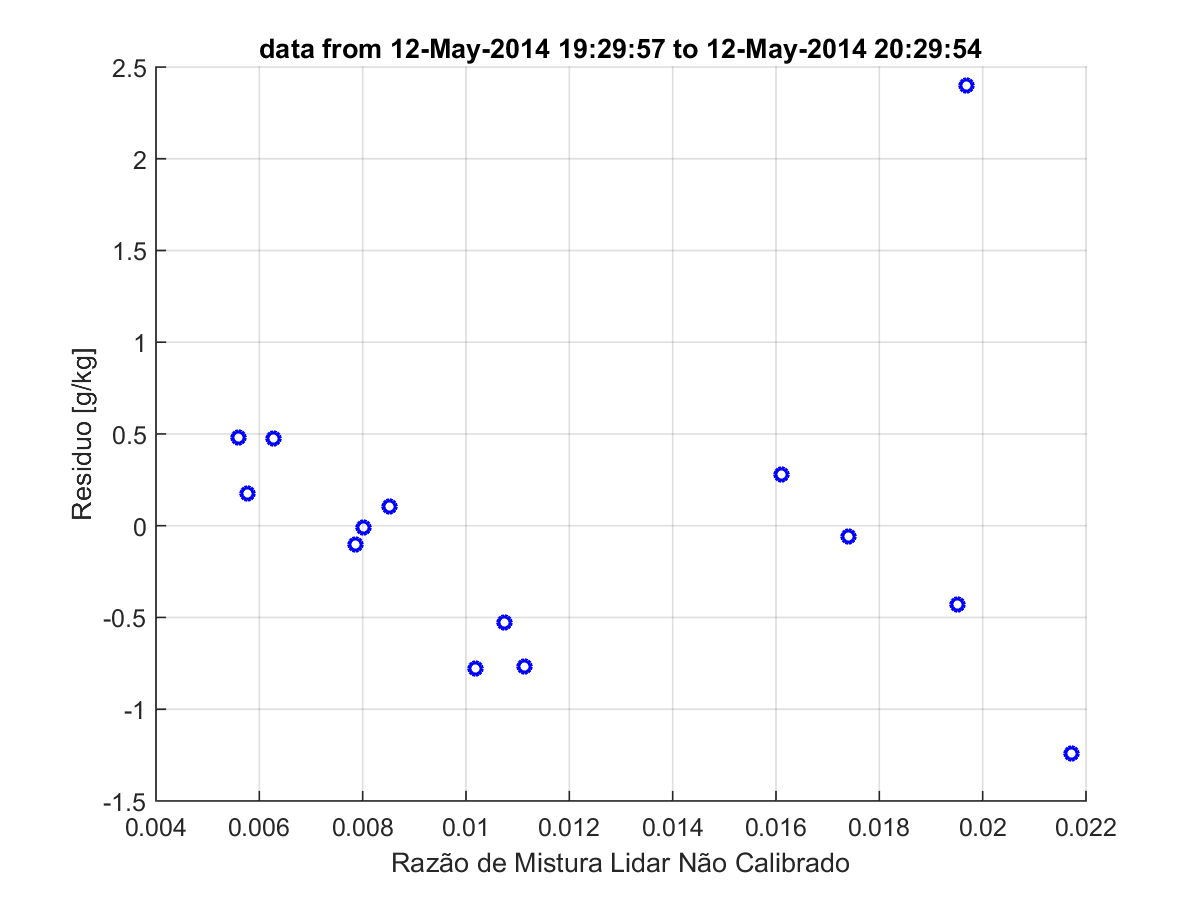 data from 12-May-2014 19:29:57 to 12-May-2014 20:29:54
2.5
2
1.5
1
0.5
0
-0.5
-1
-1.5
Residuo [g/kg]
0.004 0.006 0.008 0.01 0.012 0.014 0.016 0.018 0.02 0.022
Razão de Mistura Lidar Não Calibrado